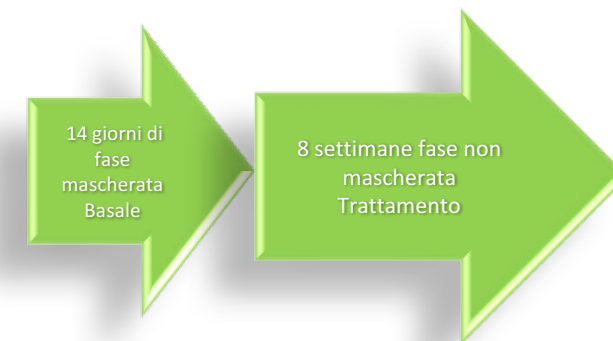 14 giorni di
fase
mascherata
Basale
8 settimane fase non
mascherata
Trattamento